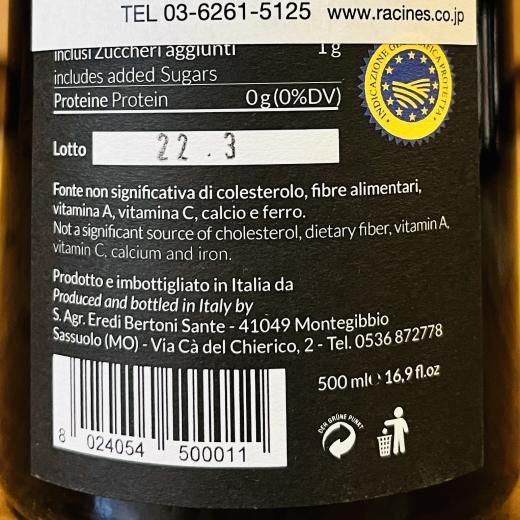 TEL 03-6261-5125 www.racines.co.jp
inclusi Zuccheri aggiunti 1 g
includes added Sugars
Proteine Protein 0g(0%DV)
INDICAZIONE GEOGRAFICA PROTETTA
Lotto 22.3
Fonte non significativa di colesterolo, fibre alimentari,
vitamina A, vitamina C, calcio e ferro.
Not a significant source of cholesterol, dietary fiber, vitamin A,
vitamin C, calcium and iron.
Prodotto e imbottigliato in Italia da
Produced and bottled in Italy by
S. Agr. Eredi Bertoni Sante - 41049 Montegibbio
Sassuolo (MO) - Via Cà del Chierico, 2 - Tel. 0536 872778
500 ml ℮ 16,9 fl.oz
DER GRÜNE PUNKT
8 024054 500011